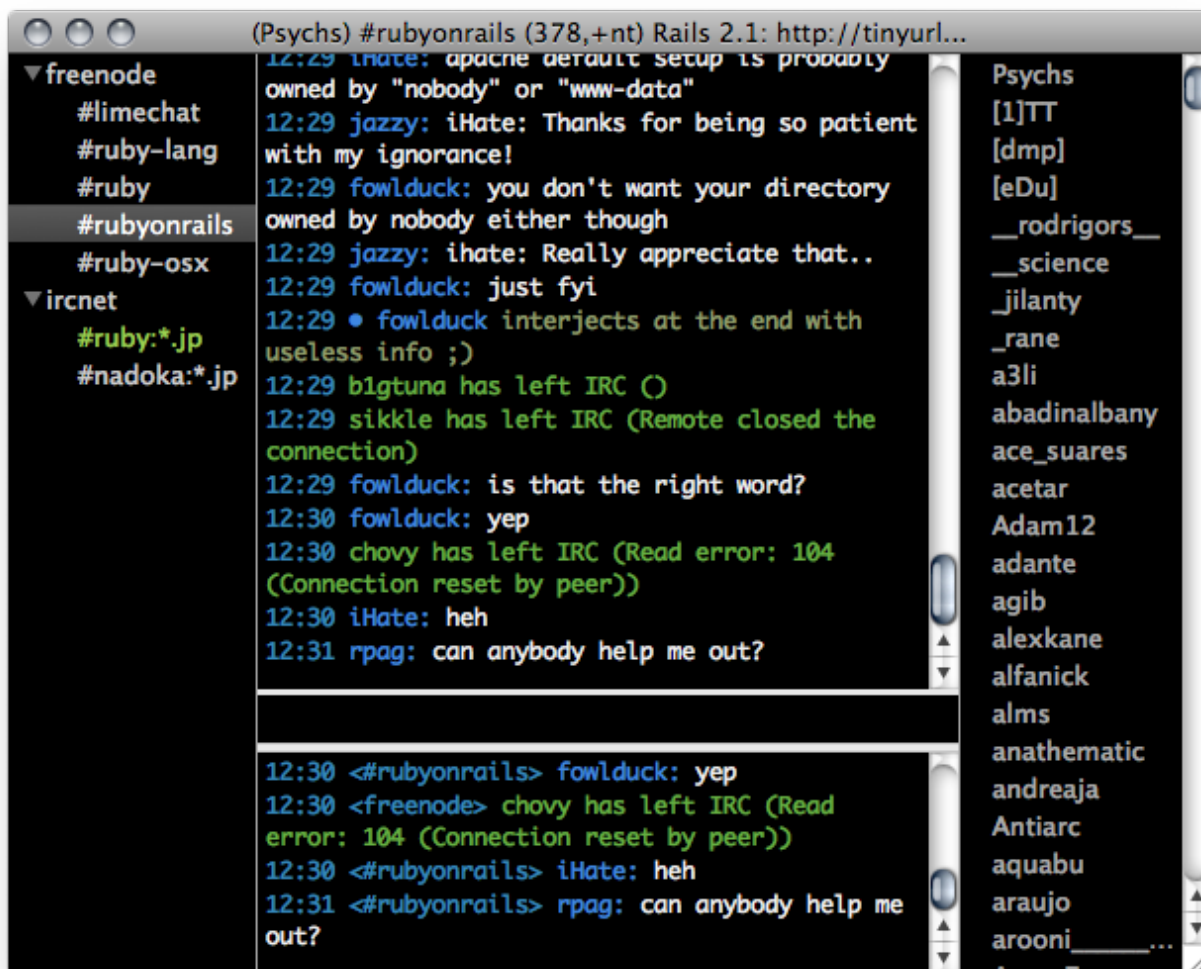 (Psychs) #rubyonrails (378,+nt) Rails 2.1: http://tinyurl...
freenode
#limechat
#ruby-lang
#ruby
#rubyonrails
#ruby-osx
ircnet
#ruby:*.jp
#nadoka:*.jp
12:29 iHate: apache default setup is probably
owned by "nobody" or "www-data"
12:29 jazzy: iHate: Thanks for being so patient
with my ignorance!
12:29 fowlduck: you don't want your directory
owned by nobody either though
12:29 jazzy: ihate: Really appreciate that..
12:29 fowlduck: just fyi
12:29 • fowlduck interjects at the end with
useless info ;)
12:29 b1gtuna has left IRC ()
12:29 sikkle has left IRC (Remote closed the
connection)
12:29 fowlduck: is that the right word?
12:30 fowlduck: yep
12:30 chovy has left IRC (Read error: 104
(Connection reset by peer))
12:30 iHate: heh
12:31 rpag: can anybody help me out?
12:30 <#rubyonrails> fowlduck: yep
12:30 <freenode> chovy has left IRC (Read
error: 104 (Connection reset by peer))
12:30 <#rubyonrails> iHate: heh
12:31 <#rubyonrails> rpag: can anybody help me
out?
Psychs
[1]TT
[dmp]
[eDu]
__rodrigors__
__science
_jilanty
_rane
a3li
abadinalbany
ace_suares
acetar
Adam12
adante
agib
alexkane
alfanick
alms
anathematic
andreaja
Antiarc
aquabu
araujo
arooni______...